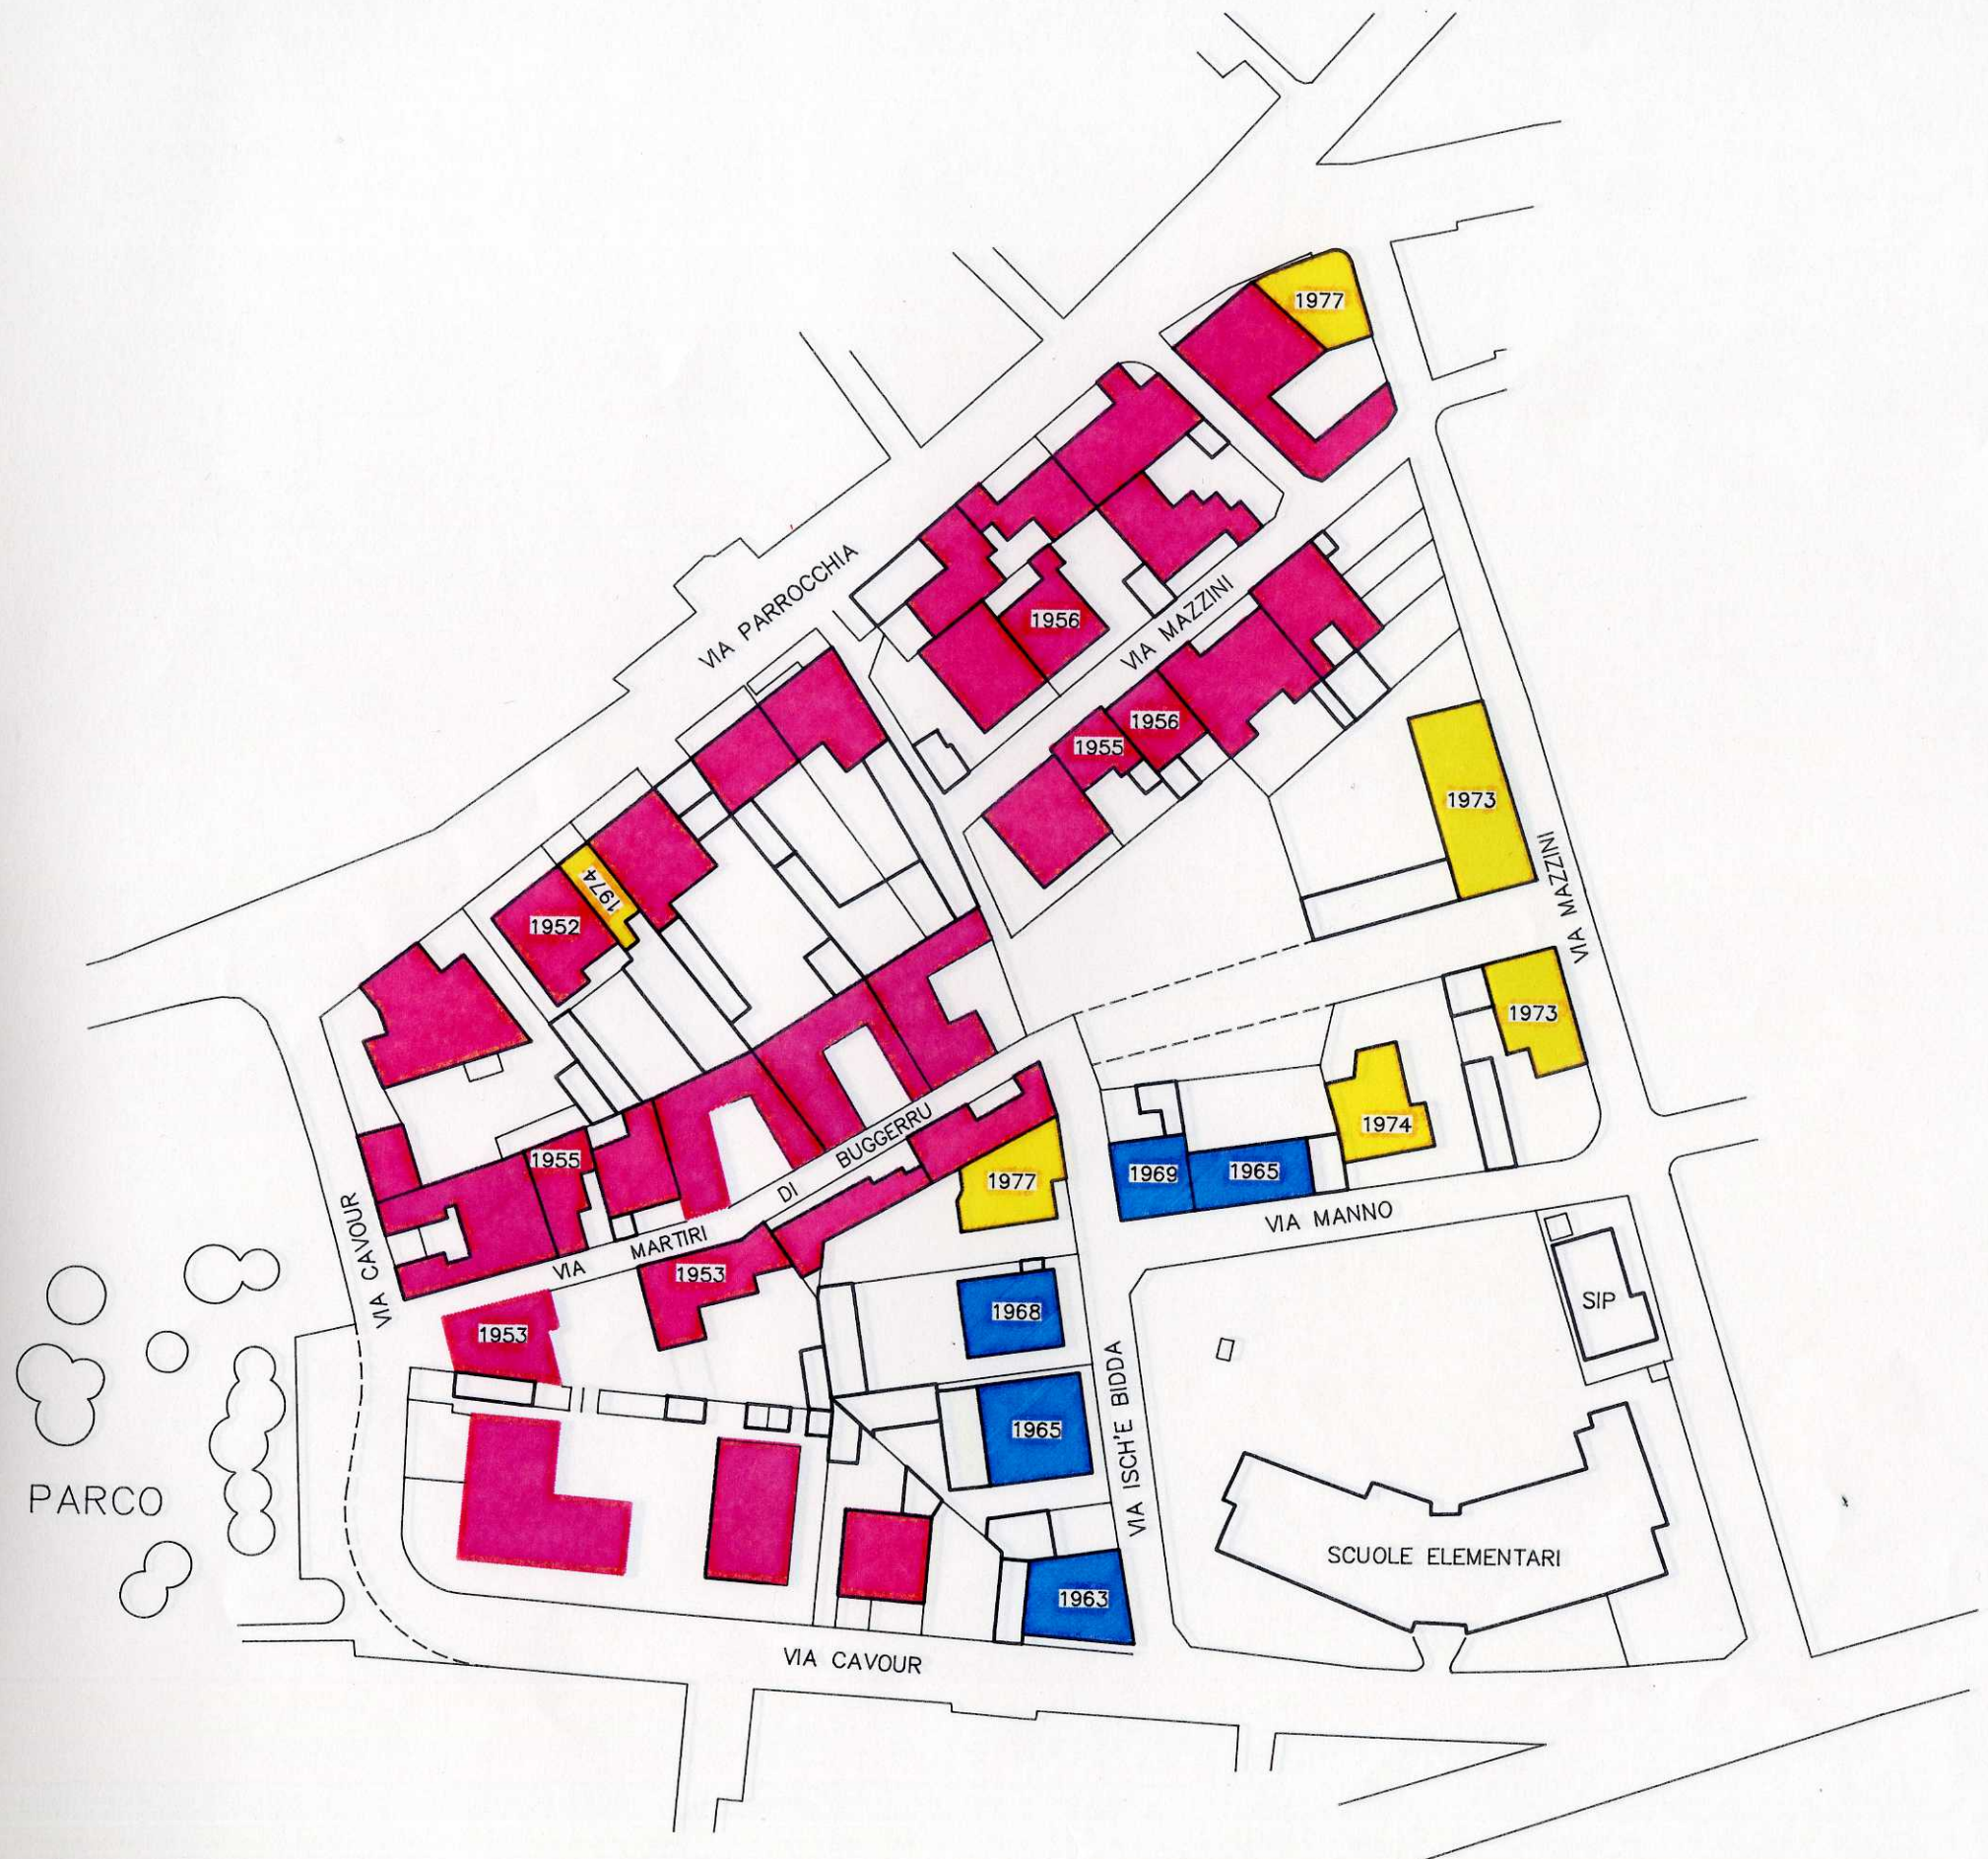 1977
VIA PARROCCHIA
1956
VIA MAZZINI
1956
1955
1973
VIA MAZZINI
1974
1952
1973
1974
1955
VIA MARTIRI DI BUGGERRU
1977
1969
1965
VIA MANNO
VIA CAVOUR
1953
1953
1968
SIP
1965
VIA ISCH'E BIDDA
PARCO
SCUOLE ELEMENTARI
1963
VIA CAVOUR